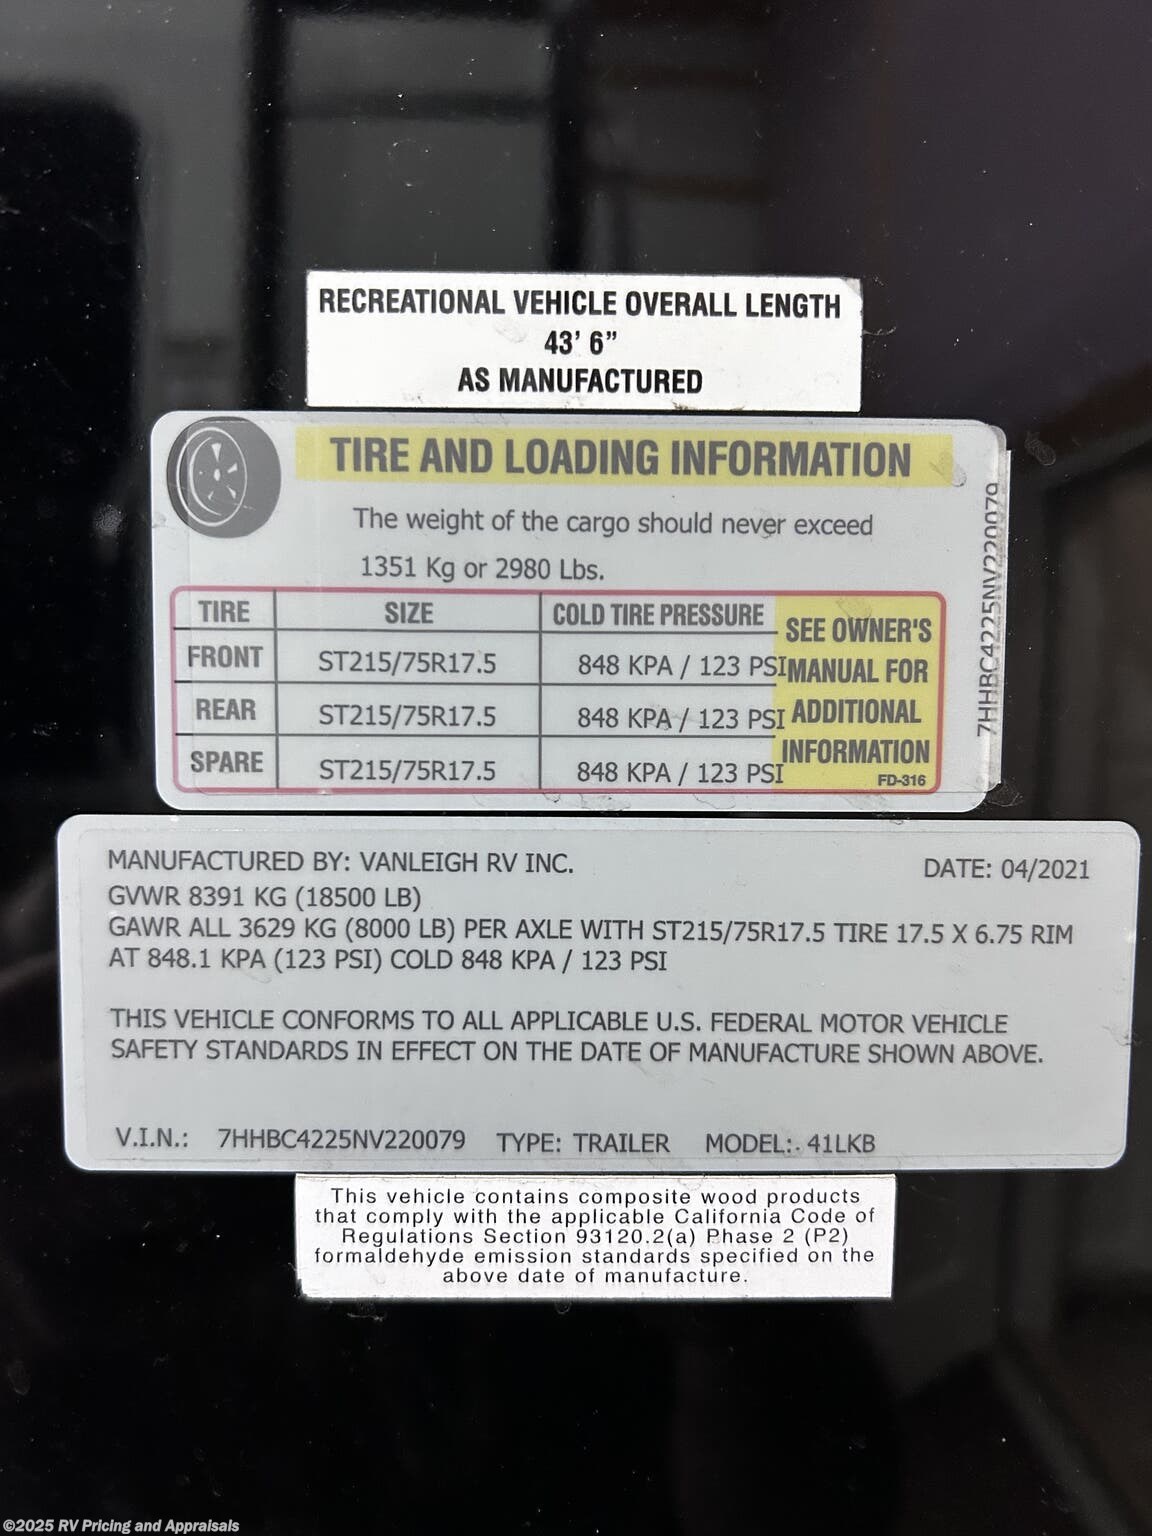 RECREATIONAL VEHICLE OVERALL LENGTH
43' 6”
AS MANUFACTURED
TIRE AND LOADING INFORMATION
The weight of the cargo should never exceed
1351 Kg or 2980 Lbs.
TIRE SIZE COLD TIRE PRESSURE
FRONT ST215/75R17.5 848 KPA / 123 PSI
REAR ST215/75R17.5 848 KPA / 123 PSI
SPARE ST215/75R17.5 848 KPA / 123 PSI
SEE OWNER'S
MANUAL FOR
ADDITIONAL
INFORMATION
FD-316
7HHBC4225NV220079
MANUFACTURED BY: VANLEIGH RV INC. DATE: 04/2021
GVWR 8391 KG (18500 LB)
GAWR ALL 3629 KG (8000 LB) PER AXLE WITH ST215/75R17.5 TIRE 17.5 X 6.75 RIM
AT 848.1 KPA (123 PSI) COLD 848 KPA / 123 PSI
THIS VEHICLE CONFORMS TO ALL APPLICABLE U.S. FEDERAL MOTOR VEHICLE
SAFETY STANDARDS IN EFFECT ON THE DATE OF MANUFACTURE SHOWN ABOVE.
V.I.N.: 7HHBC4225NV220079 TYPE: TRAILER MODEL: 41LKB
This vehicle contains composite wood products
that comply with the applicable California Code of
Regulations Section 93120.2(a) Phase 2 (P2)
formaldehyde emission standards specified on the
above date of manufacture.
©2025 RV Pricing and Appraisals